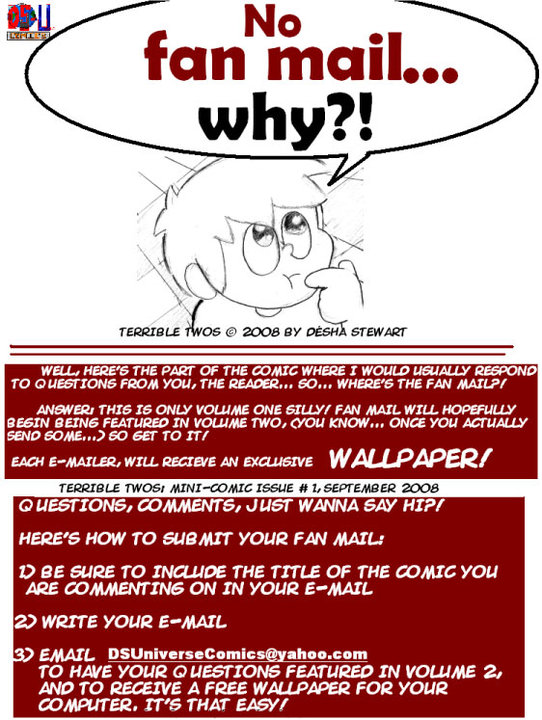 DS-U
No
fan mail...
why?!
TERRIBLE TWOS © 2008 BY DESHA STEWART
WELL, HERE'S THE PART OF THE COMIC WHERE I WOULD USUALLY RESPOND
TO QUESTIONS FROM YOU, THE READER... SO... WHERE'S THE FAN MAIL?!
ANSWER: THIS IS ONLY VOLUME ONE SILLY! FAN MAIL WILL HOPEFULLY
BEGIN BEING FEATURED IN VOLUME TWO, (YOU KNOW... ONCE YOU ACTUALLY
SEND SOME...) SO GET TO IT!
EACH E-MAILER, WILL RECIEVE AN EXCLUSIVE WALLPAPER!
TERRIBLE TWOS: MINI-COMIC ISSUE # 1, SEPTEMBER 2008
QUESTIONS, COMMENTS, JUST WANNA SAY HI?!
HERE'S HOW TO SUBMIT YOUR FAN MAIL:
1) BE SURE TO INCLUDE THE TITLE OF THE COMIC YOU
ARE COMMENTING ON IN YOUR E-MAIL
2) WRITE YOUR E-MAIL
3) EMAIL DSUniverseComics@yahoo.com
TO HAVE YOUR QUESTIONS FEATURED IN VOLUME 2,
AND TO RECEIVE A FREE WALLPAPER FOR YOUR
COMPUTER. IT'S THAT EASY!